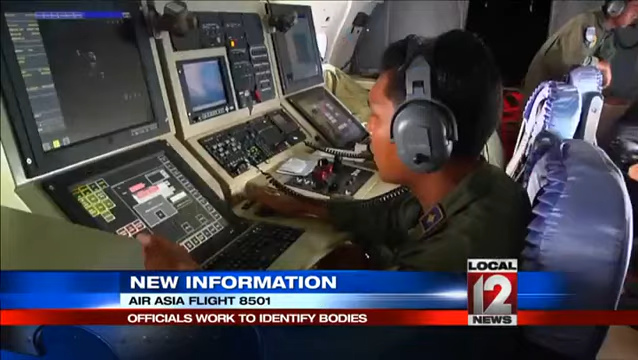 NEW INFORMATION
AIR ASIA FLIGHT 8501
OFFICIALS WORK TO IDENTIFY BODIES
LOCAL
12
NEWS